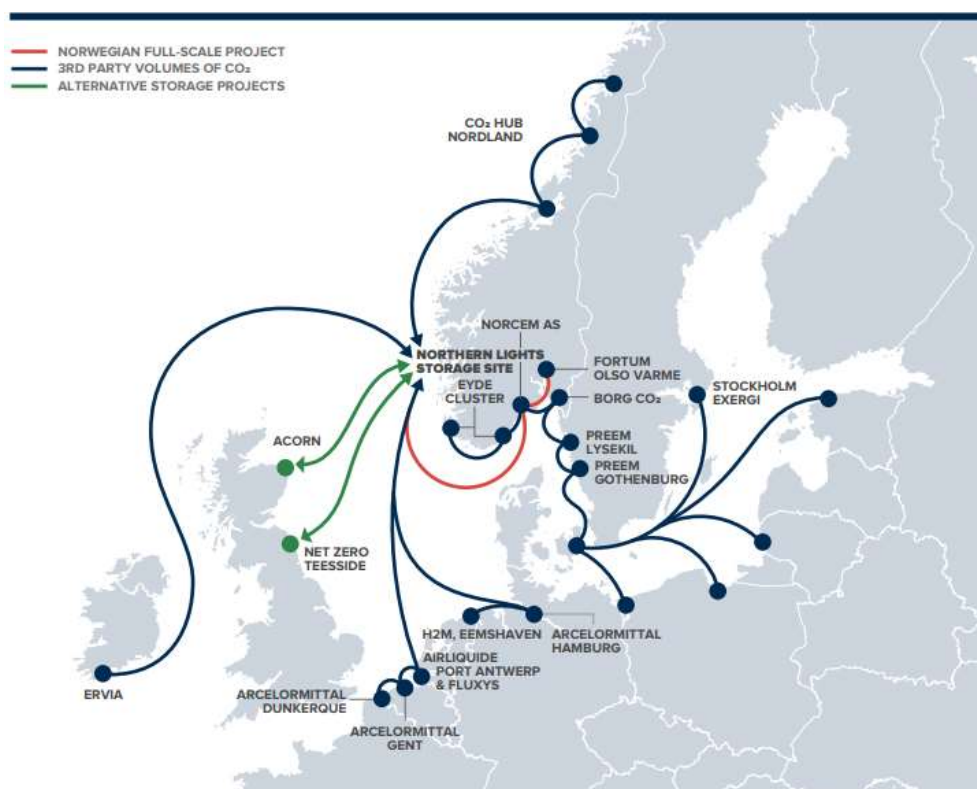 NORWEGIAN FULL-SCALE PROJECT
3RD PARTY VOLUMES OF CO₂
ALTERNATIVE STORAGE PROJECTS
CO₂ HUB
NORDLAND
NORCEM AS
NORTHERN LIGHTS
STORAGE SITE
FORTUM
OLSO VARME
EYDE
CLUSTER
BORG CO₂
STOCKHOLM
EXERGI
ACORN
PREEM
LYSEKIL
PREEM
GOTHENBURG
NET ZERO
TEESSIDE
H2M, EEMSHAVEN
ARCELORMITTAL
HAMBURG
AIRLIQUIDE
PORT ANTWERP
& FLUXYS
ERVIA
ARCELORMITTAL
DUNKERQUE
ARCELORMITTAL
GENT